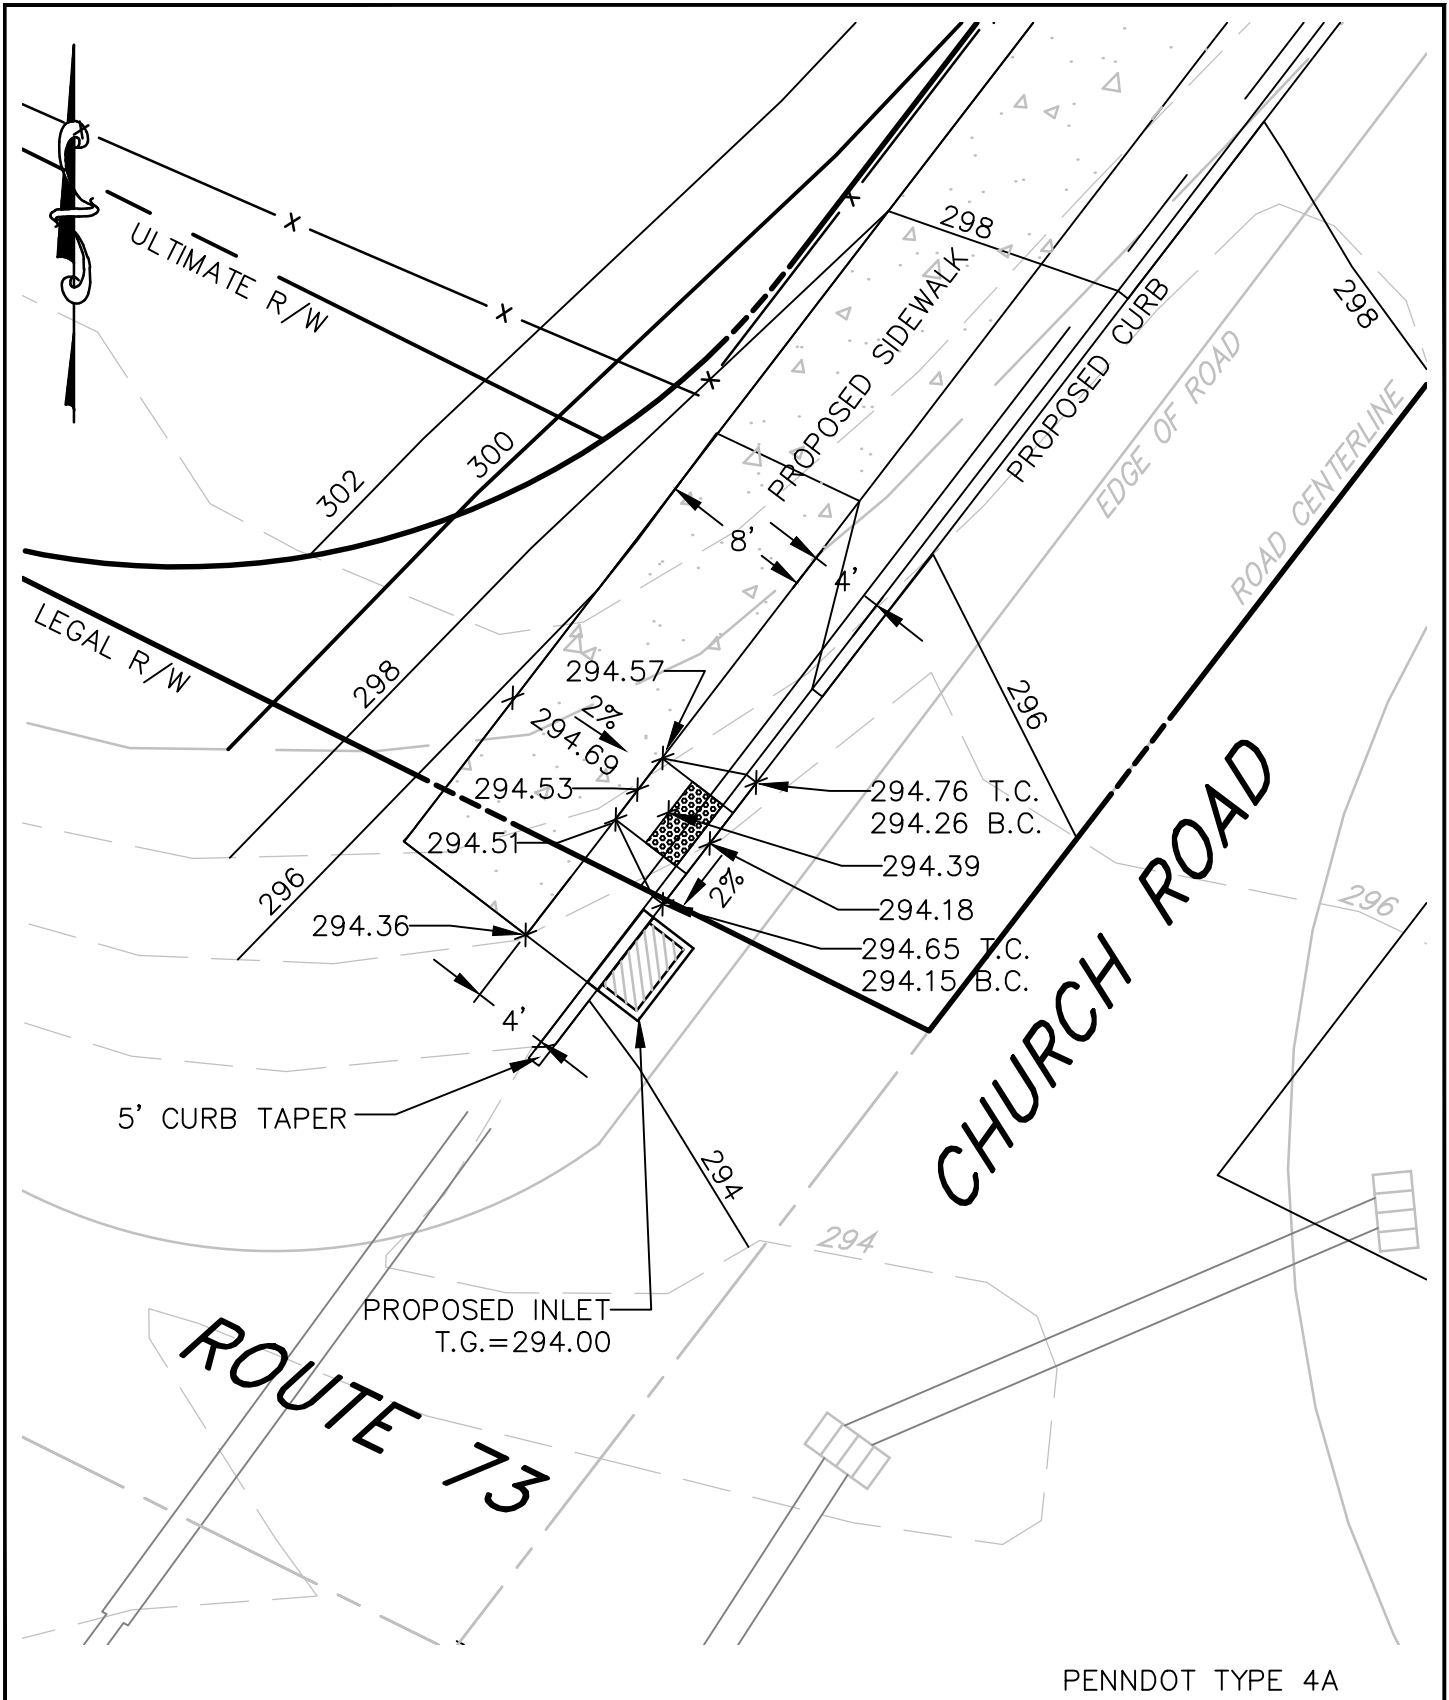 ULTIMATE R/W
298
298
PROPOSED SIDEWALK
PROPOSED CURB
EDGE OF ROAD
ROAD CENTERLINE
302
300
8'
4'
LEGAL R/W
298
294.57
2%
294.69
296
294.53
294.76 T.C.
294.26 B.C.
294.51
294.39
2%
296
294.18
296
294.36
294.65 T.C.
294.15 B.C.
4'
CHURCH ROAD
5' CURB TAPER
294
294
PROPOSED INLET
T.G.=294.00
ROUTE 73
PENNDOT TYPE 4A